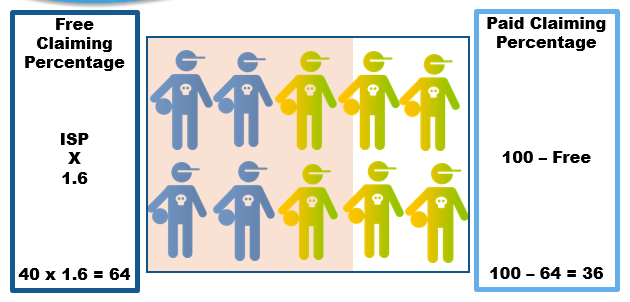 Free
Claiming
Percentage
ISP
X
1.6
40 x 1.6 = 64
Paid Claiming
Percentage
100 – Free
100 – 64 = 36